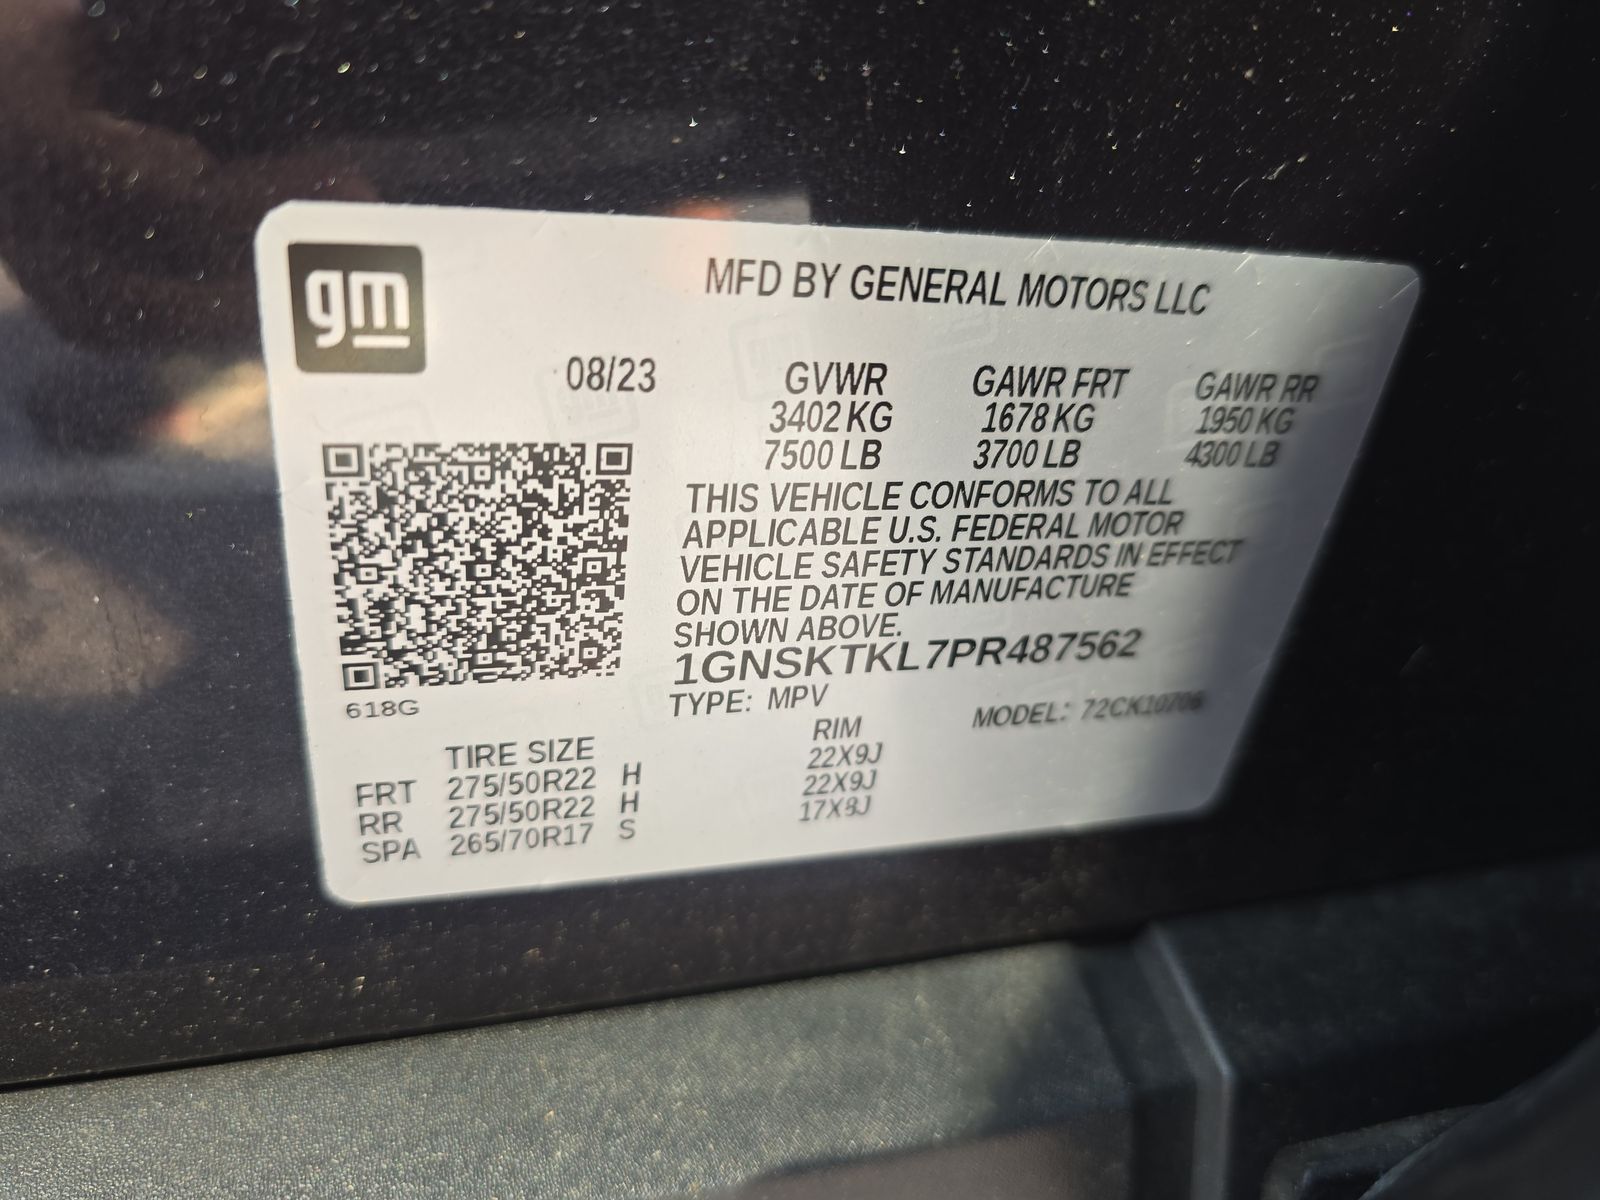 gm
MFD BY GENERAL MOTORS LLC
08/23 GVWR GAWR FRT GAWR RR
3402 KG 1678 KG 1950 KG
7500 LB 3700 LB 4300 LB
THIS VEHICLE CONFORMS TO ALL
APPLICABLE U.S. FEDERAL MOTOR
VEHICLE SAFETY STANDARDS IN EFFECT
ON THE DATE OF MANUFACTURE
SHOWN ABOVE.
1GNSKTKL7PR487562
618G
TYPE: MPV MODEL: 72CK10706
TIRE SIZE RIM
FRT 275/50R22 H 22X9J
RR 275/50R22 H 22X9J
SPA 265/70R17 S 17X8J